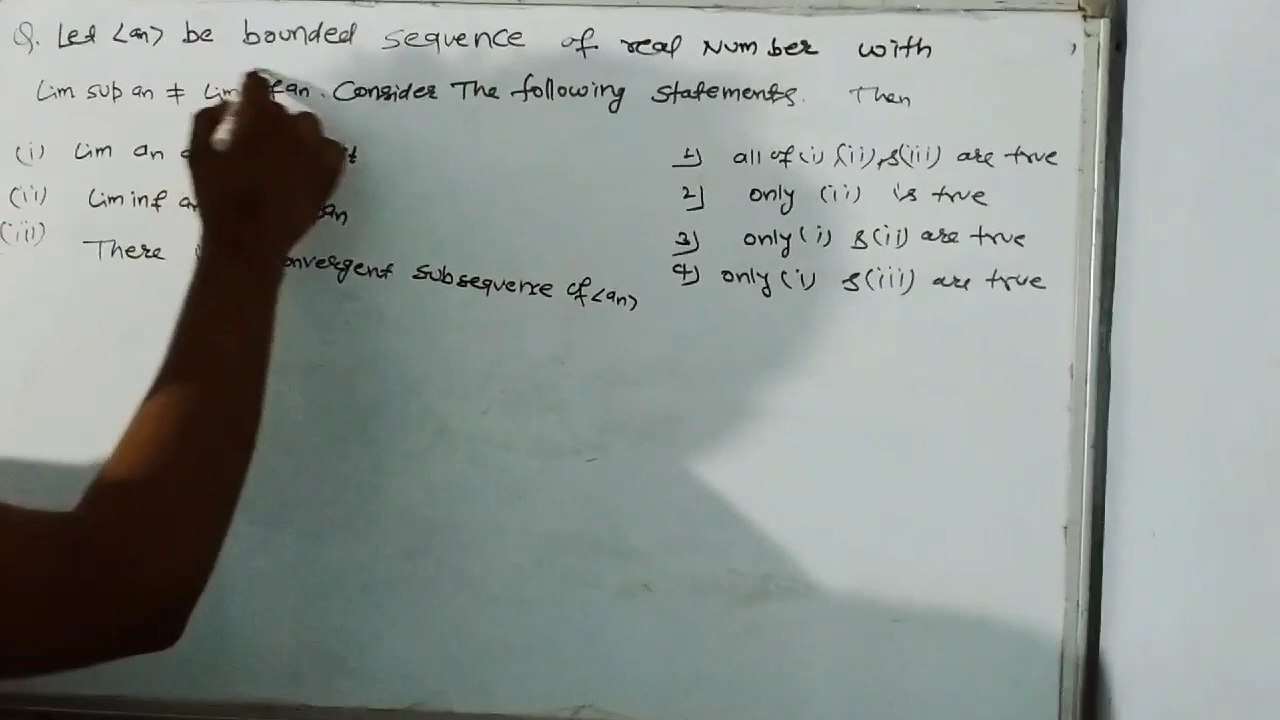 Q. Let <an> be bounded sequence of real Number with
Lim sup an ≠ Lim an. Consider The following statements. Then
(i) Lim an
(ii) Lim inf an
(iii) There convergent subsequence of <an>
1) all of (i) (ii), & (iii) are true
2) only (ii) is true
3) only (i) & (ii) are true
4) only (i) & (iii) are true